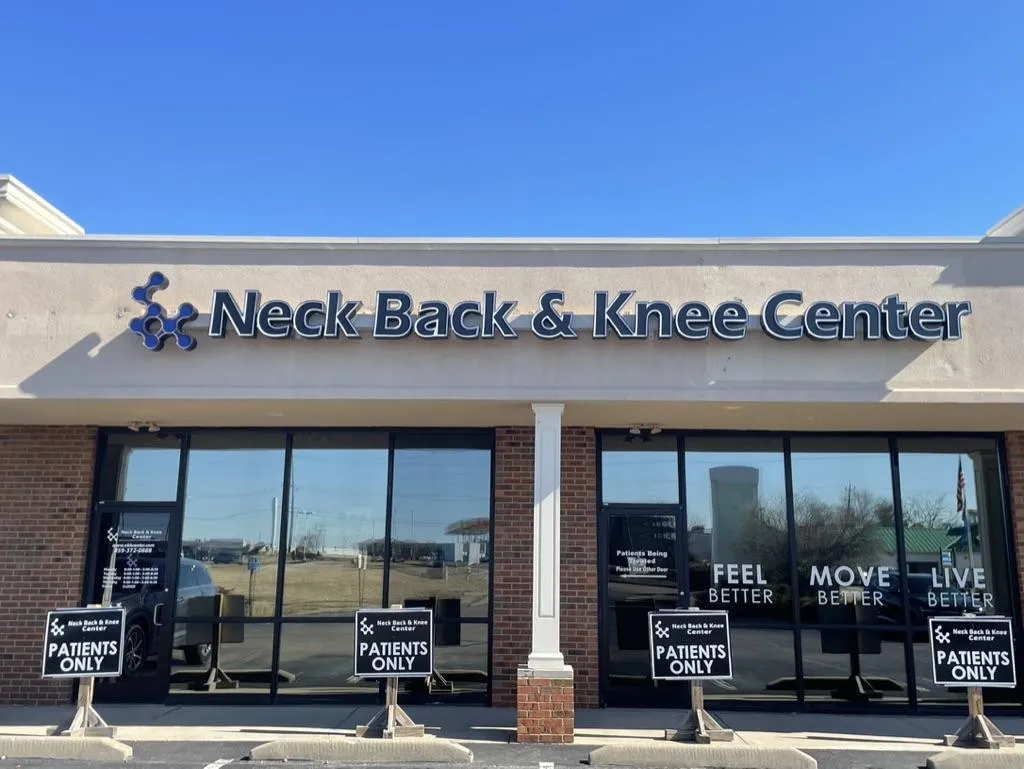 Neck Back & Knee Center
Neck Back & Knee
Center
Patients Being
Treated
Please Use Other Door
FEEL
BETTER
MOVE
BETTER
LIVE
BETTER
Neck Back & Knee
Center
PATIENTS
ONLY
Neck Back & Knee
Center
PATIENTS
ONLY
Neck Back & Knee
Center
PATIENTS
ONLY
Neck Back & Knee
Center
PATIENTS
ONLY